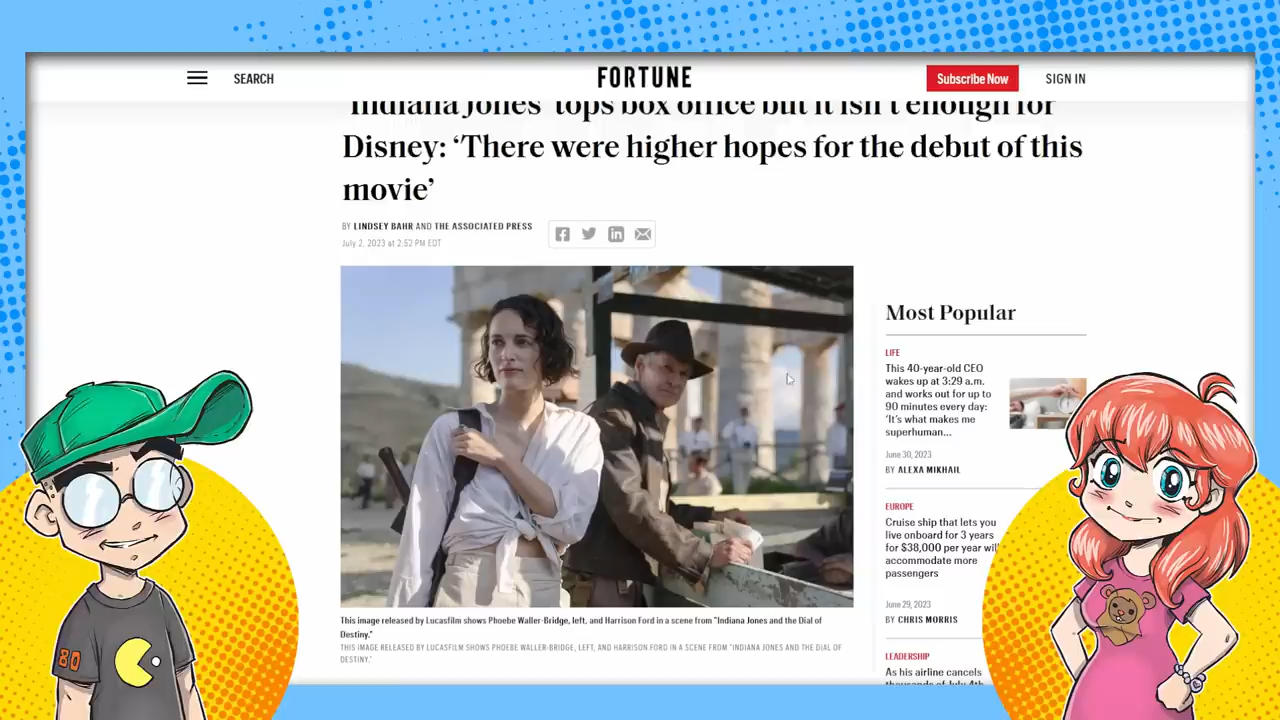 SEARCH
FORTUNE
Subscribe Now
SIGN IN
'Indiana Jones' tops box office but it isn't enough for
Disney: ‘There were higher hopes for the debut of this
movie’
BY LINDSEY BAHR AND THE ASSOCIATED PRESS
July 2, 2023 at 2:52 PM EDT
This image released by Lucasfilm shows Phoebe Waller-Bridge, left, and Harrison Ford in a scene from "Indiana Jones and the Dial of
Destiny."
THIS IMAGE RELEASED BY LUCASFILM SHOWS PHOEBE WALLER-BRIDGE, LEFT, AND HARRISON FORD IN A SCENE FROM "INDIANA JONES AND THE DIAL OF
DESTINY."
Most Popular
LIFE
This 40-year-old CEO
wakes up at 3:29 a.m.
and works out for up to
90 minutes every day:
‘It’s what makes me
superhuman...
June 30, 2023
BY ALEXA MIKHAIL
EUROPE
Cruise ship that lets you
live onboard for 3 years
for $38,000 per year wil
accommodate more
passengers
June 29, 2023
BY CHRIS MORRIS
LEADERSHIP
As his airline cancels
thousands of July 4th
80